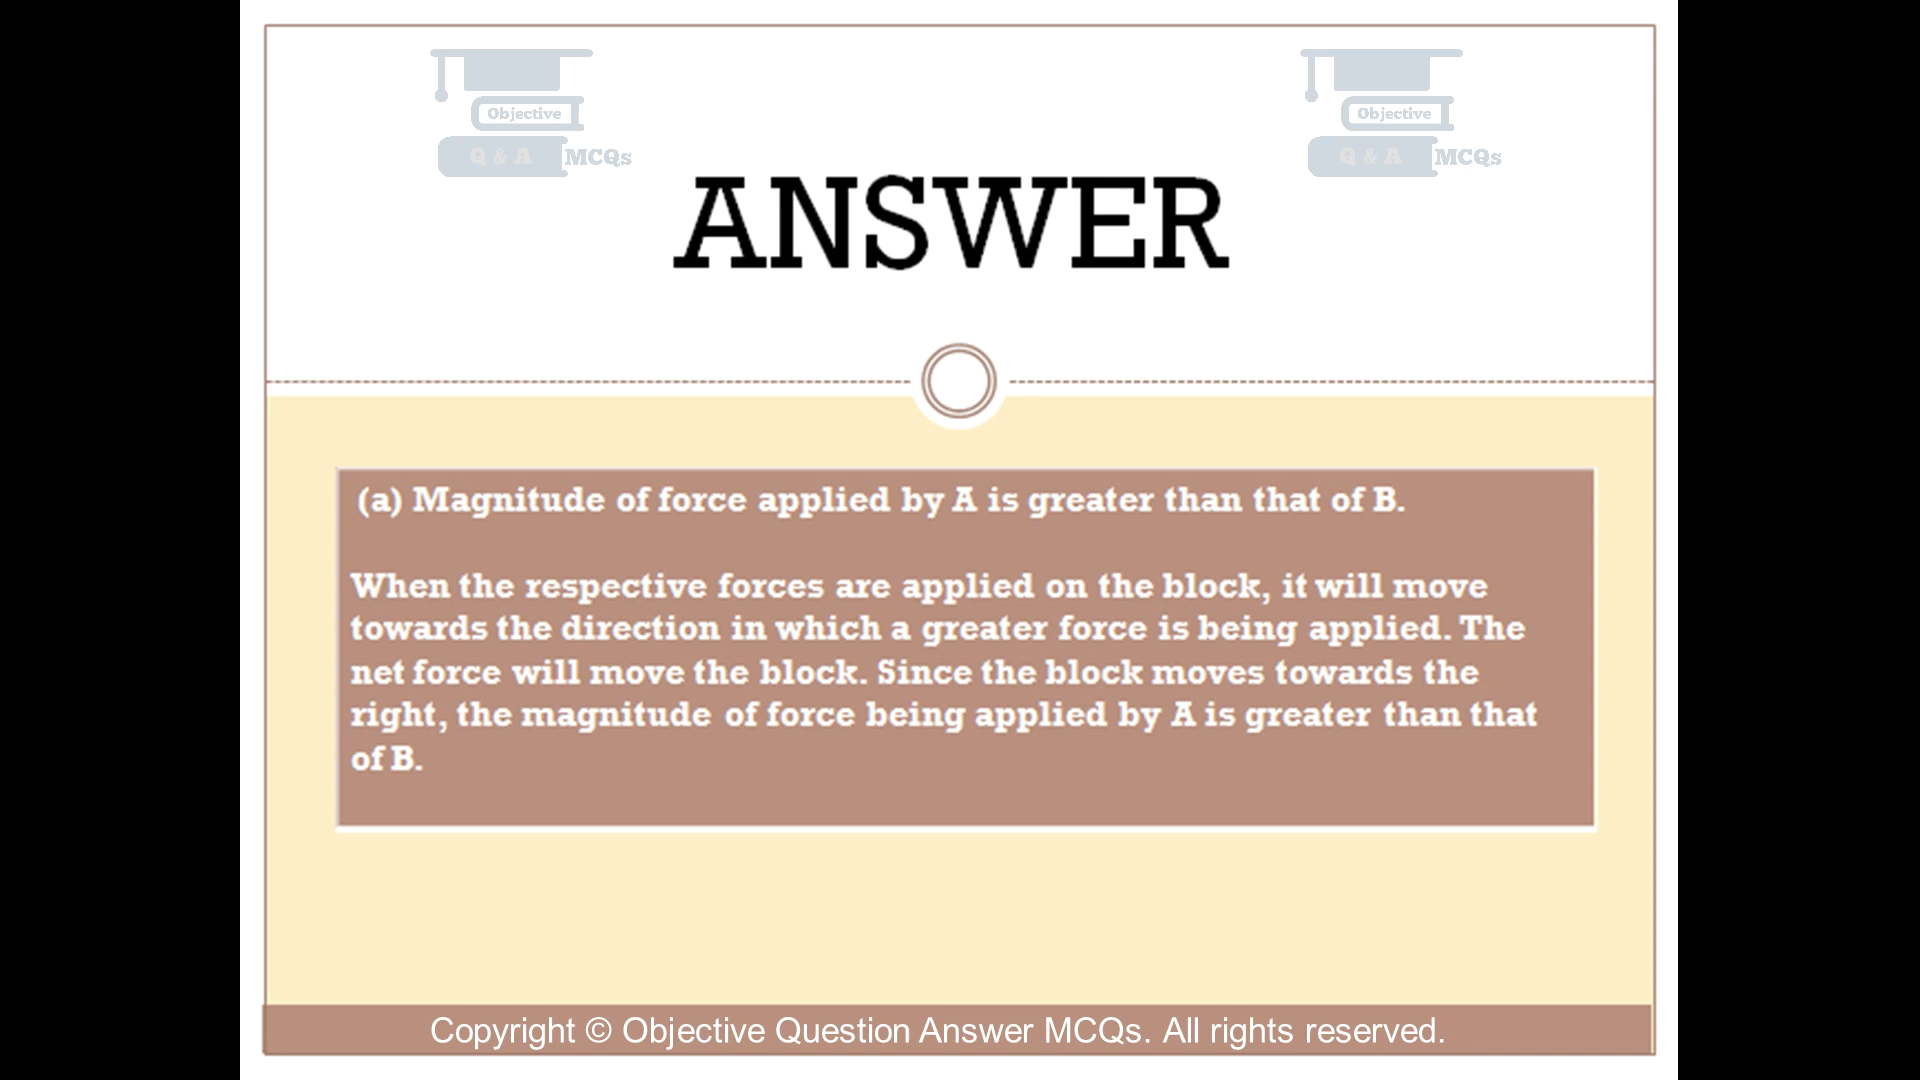 Objective
Q & A MCQs
Objective
Q & A MCQs
ANSWER
(a) Magnitude of force applied by A is greater than that of B.
When the respective forces are applied on the block, it will move
towards the direction in which a greater force is being applied. The
net force will move the block. Since the block moves towards the
right, the magnitude of force being applied by A is greater than that
of B.
Copyright © Objective Question Answer MCQs. All rights reserved.